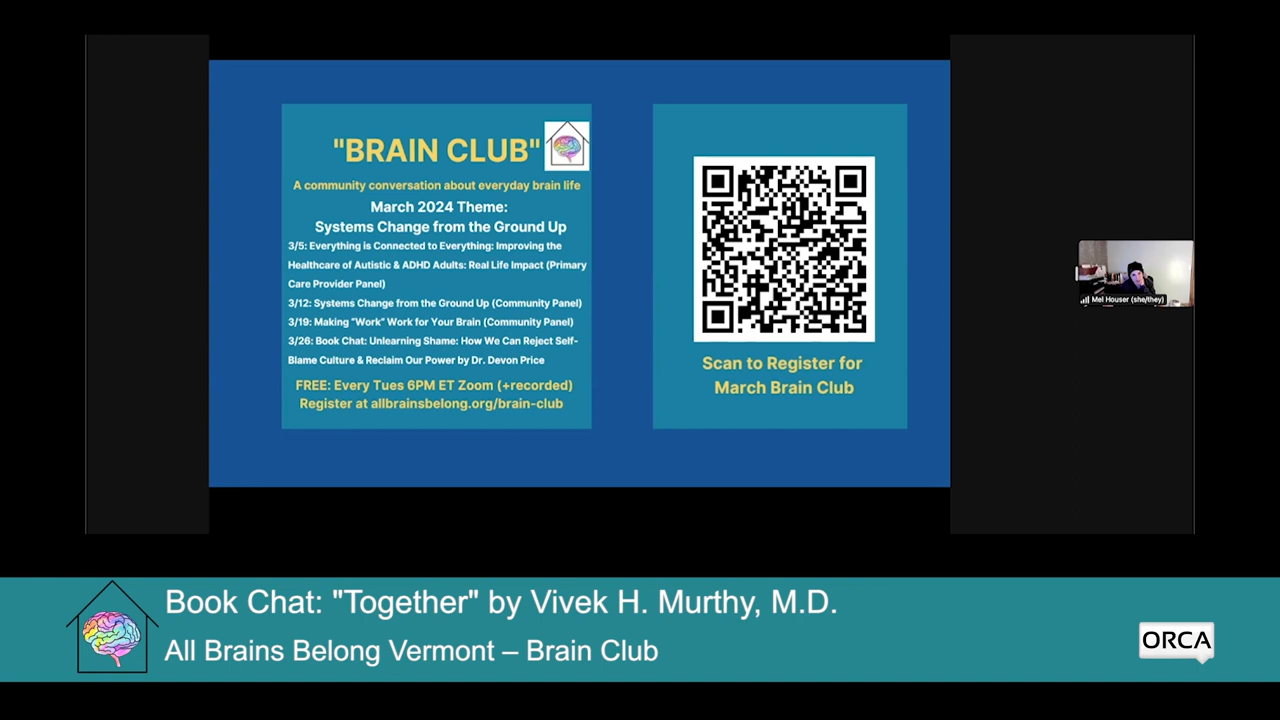 "BRAIN CLUB"
A community conversation about everyday brain life
March 2024 Theme:
Systems Change from the Ground Up
3/5: Everything is Connected to Everything: Improving the
Healthcare of Autistic & ADHD Adults: Real Life Impact (Primary
Care Provider Panel)
3/12: Systems Change from the Ground Up (Community Panel)
3/19: Making "Work" Work for Your Brain (Community Panel)
3/26: Book Chat: Unlearning Shame: How We Can Reject Self-
Blame Culture & Reclaim Our Power by Dr. Devon Price
FREE: Every Tues 6PM ET Zoom (+recorded)
Register at allbrainsbelong.org/brain-club
Scan to Register for
March Brain Club
Mel Houser (she/they)
Book Chat: "Together" by Vivek H. Murthy, M.D.
All Brains Belong Vermont – Brain Club
ORCA